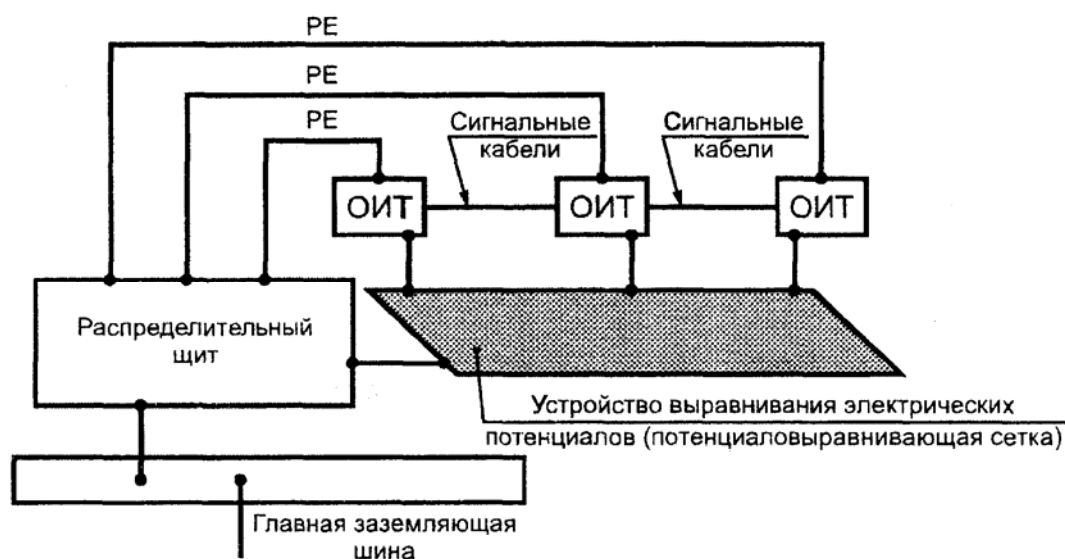 PE
PE
PE
Сигнальные
кабели
Сигнальные
кабели
ОИТ
ОИТ
ОИТ
Распределительный
щит
Устройство выравнивания электрических
потенциалов (потенциаловыравнивающая сетка)
Главная заземляющая
шина